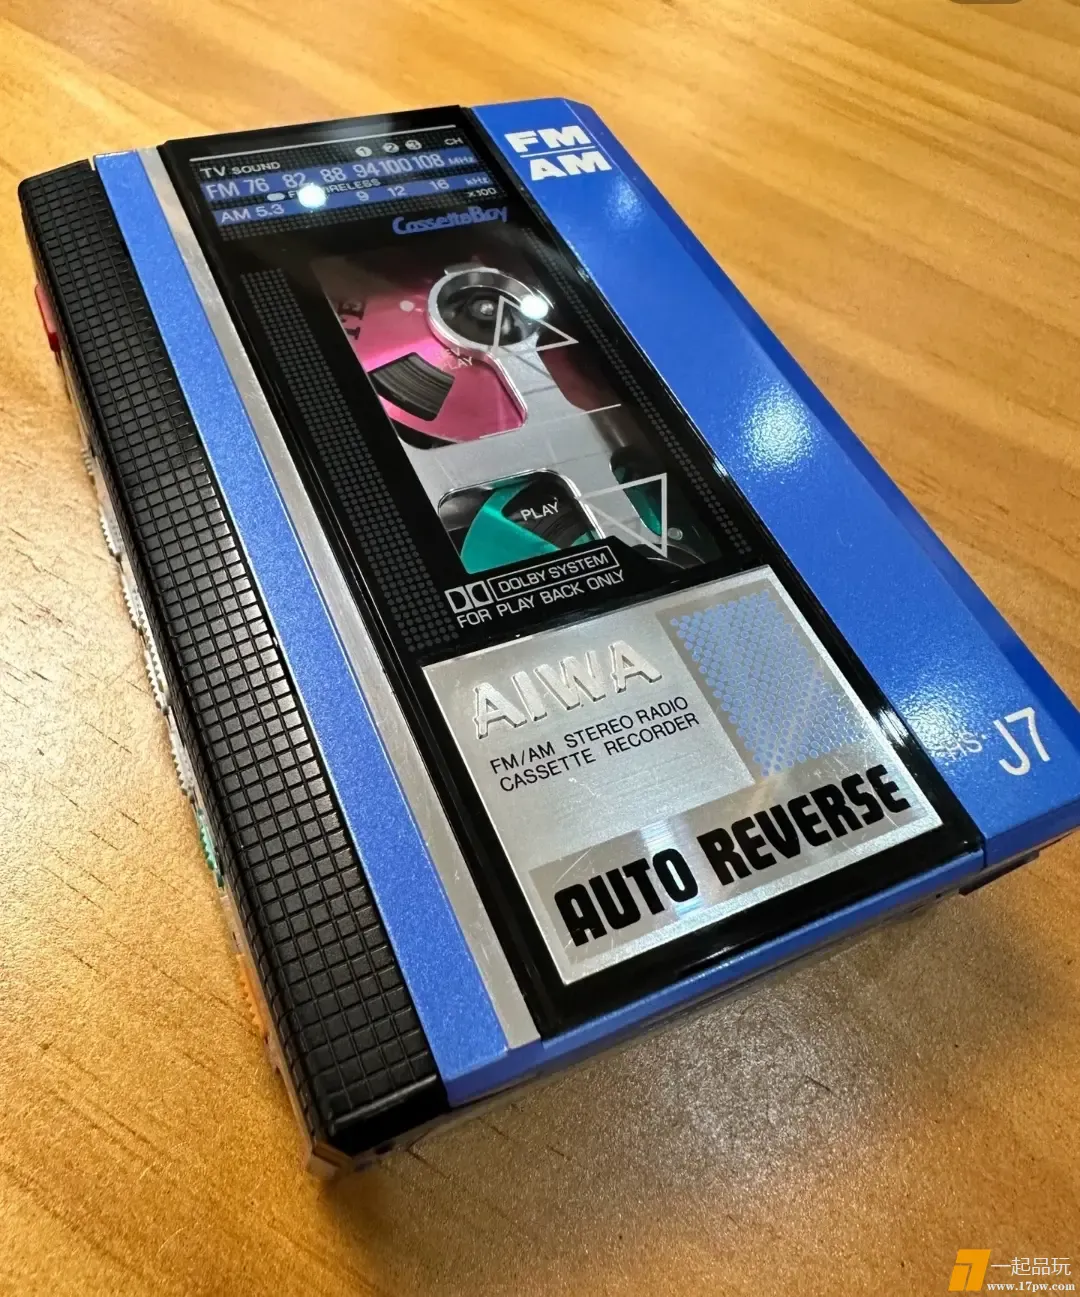 FM
AM
TV SOUND 1 2 3 CH
FM 76 82 88 94 100 108 MHz
AM 5.3 9 12 16 kHz
×100
CassetteBoy
PLAY
PLAY
DOLBY SYSTEM
FOR PLAY BACK ONLY
AIWA
FM/AM STEREO RADIO
CASSETTE RECORDER
AUTO REVERSE
HS-J7
一起品玩
www.17pw.com